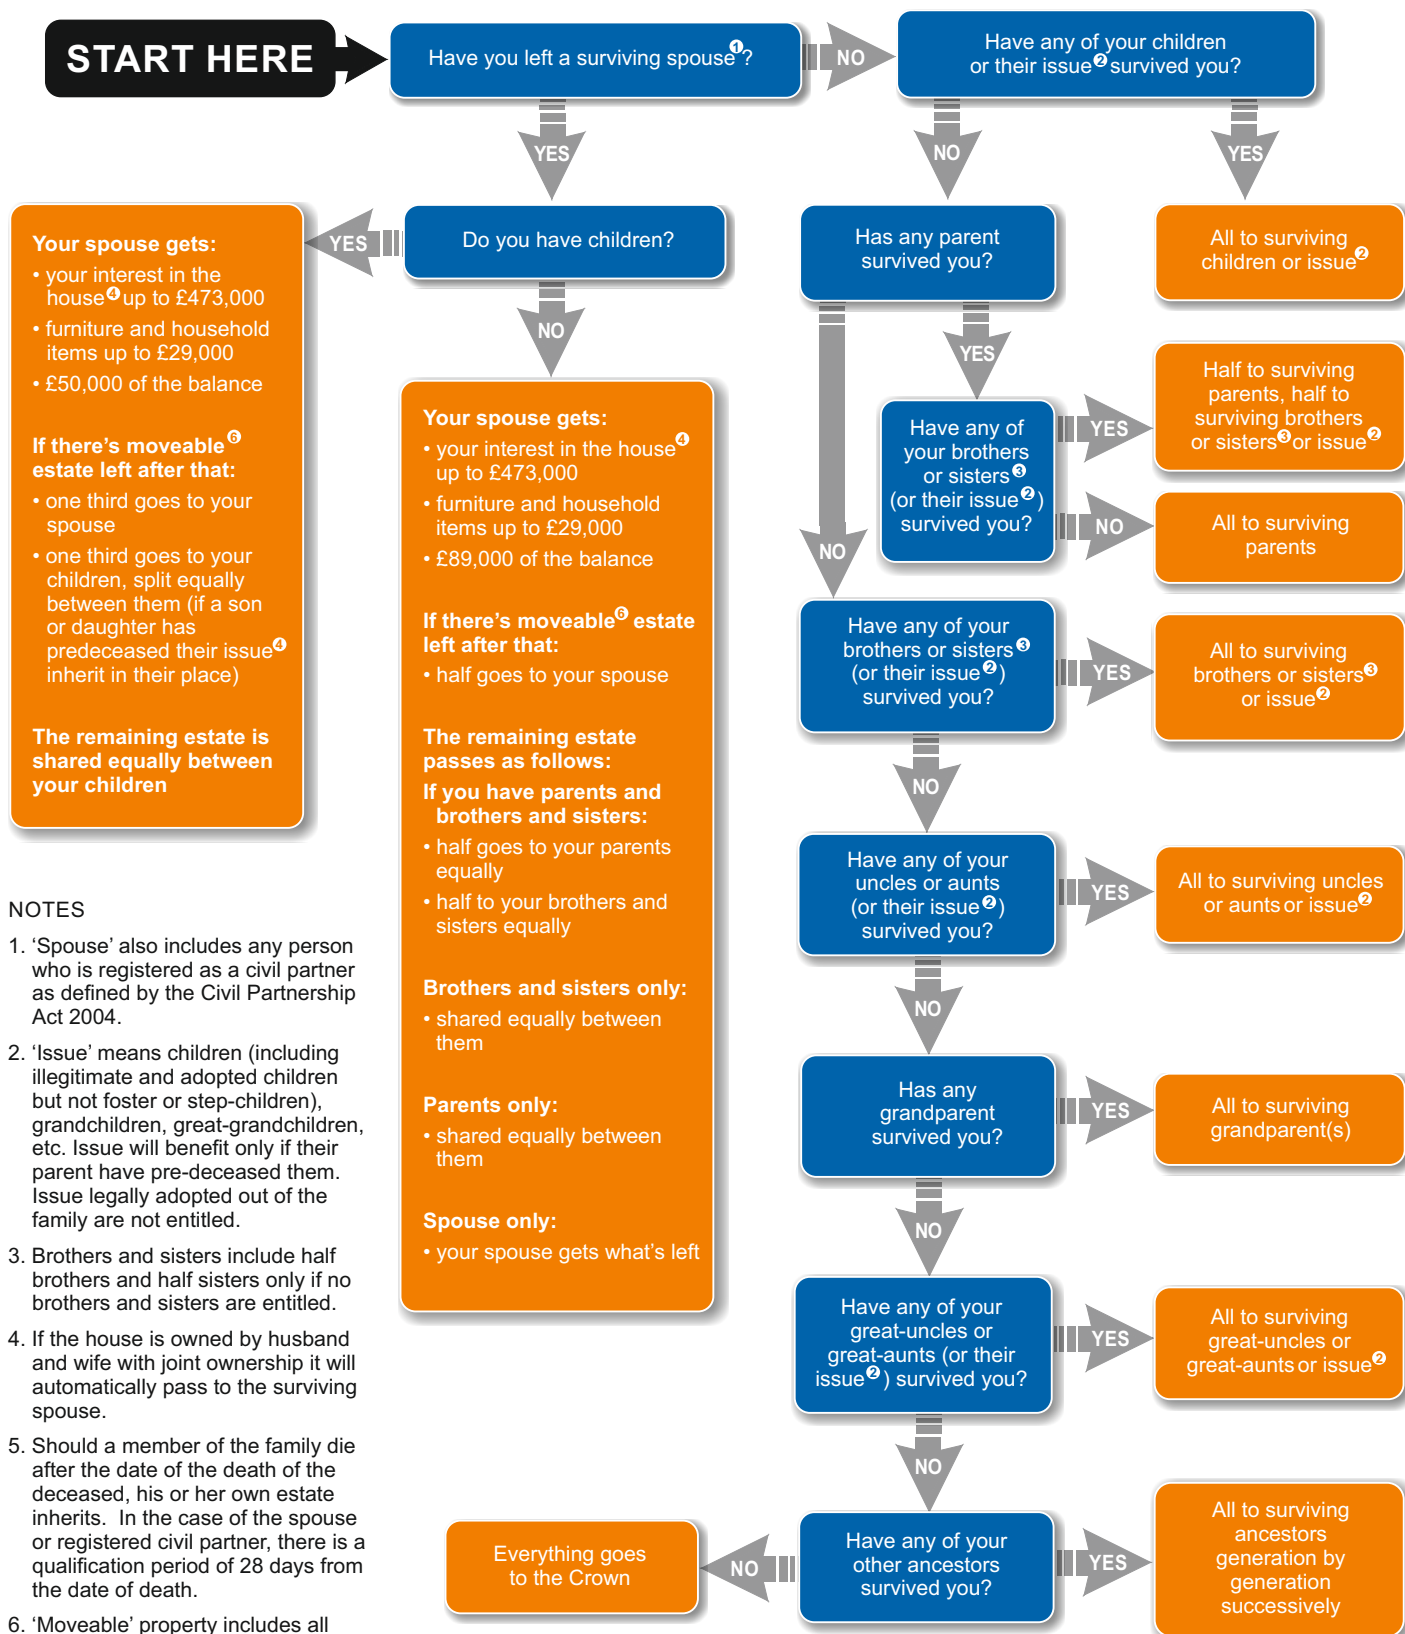 START HERE
Have you left a surviving spouse❶?
NO
Have any of your children
or their issue❷ survived you?
YES
NO
YES
Your spouse gets:
• your interest in the
house❹ up to £473,000
• furniture and household
items up to £29,000
• £50,000 of the balance
If there's moveable❻
estate left after that:
• one third goes to your
spouse
• one third goes to your
children, split equally
between them (if a son
or daughter has
predeceased their issue❹
inherit in their place)
The remaining estate is
shared equally between
your children
YES
Do you have children?
NO
Your spouse gets:
• your interest in the house❹
up to £473,000
• furniture and household
items up to £29,000
• £89,000 of the balance
If there's moveable❻ estate
left after that:
• half goes to your spouse
The remaining estate
passes as follows:
If you have parents and
brothers and sisters:
• half goes to your parents
equally
• half to your brothers and
sisters equally
Brothers and sisters only:
• shared equally between
them
Parents only:
• shared equally between
them
Spouse only:
• your spouse gets what's left
Has any parent
survived you?
All to surviving
children or issue❷
YES
NO
Have any of
your brothers
or sisters❸
(or their issue❷)
survived you?
YES
Half to surviving
parents, half to
surviving brothers
or sisters❸ or issue❷
NO
All to surviving
parents
Have any of your
brothers or sisters❸
(or their issue❷)
survived you?
YES
All to surviving
brothers or sisters❸
or issue❷
NO
Have any of your
uncles or aunts
(or their issue❷)
survived you?
YES
All to surviving uncles
or aunts or issue❷
NO
Has any
grandparent
survived you?
YES
All to surviving
grandparent(s)
NO
Have any of your
great-uncles or
great-aunts (or their
issue❷) survived you?
YES
All to surviving
great-uncles or
great-aunts or issue❷
NO
Have any of your
other ancestors
survived you?
YES
All to surviving
ancestors
generation by
generation
successively
NO
Everything goes
to the Crown
NOTES
1. ‘Spouse’ also includes any person
who is registered as a civil partner
as defined by the Civil Partnership
Act 2004.
2. ‘Issue’ means children (including
illegitimate and adopted children
but not foster or step-children),
grandchildren, great-grandchildren,
etc. Issue will benefit only if their
parent have pre-deceased them.
Issue legally adopted out of the
family are not entitled.
3. Brothers and sisters include half
brothers and half sisters only if no
brothers and sisters are entitled.
4. If the house is owned by husband
and wife with joint ownership it will
automatically pass to the surviving
spouse.
5. Should a member of the family die
after the date of the death of the
deceased, his or her own estate
inherits. In the case of the spouse
or registered civil partner, there is a
qualification period of 28 days from
the date of death.
6. ‘Moveable’ property includes all